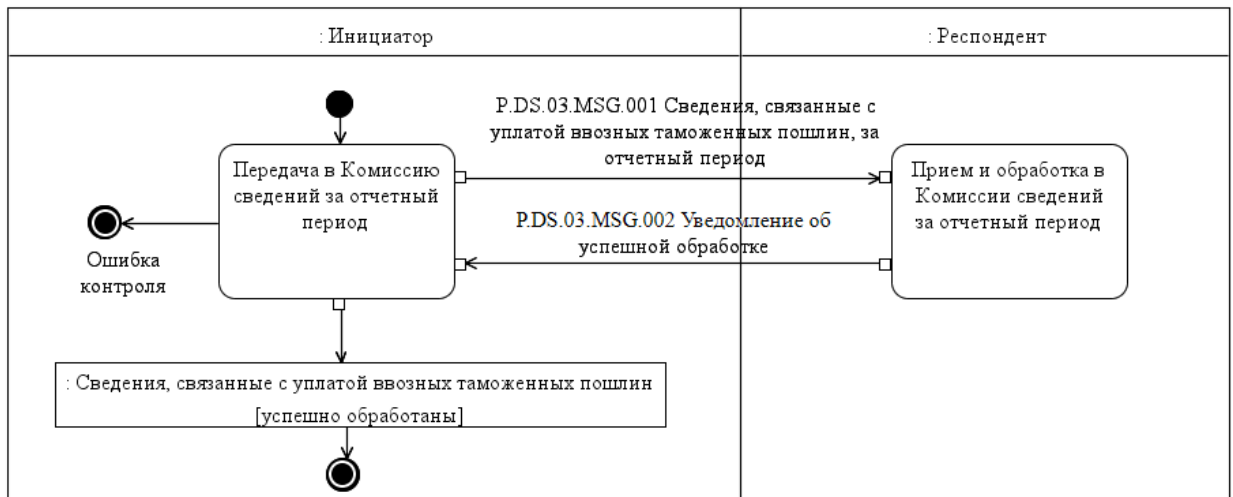 : Инициатор
: Респондент
P.DS.03.MSG.001 Сведения, связанные с
уплатой ввозных таможенных пошлин, за
отчетный период
Передача в Комиссию
сведений за отчетный
период
Прием и обработка в
Комиссии сведений
за отчетный период
P.DS.03.MSG.002 Уведомление об
успешной обработке
Ошибка
контроля
: Сведения, связанные с уплатой ввозных таможенных пошлин
[успешно обработаны]